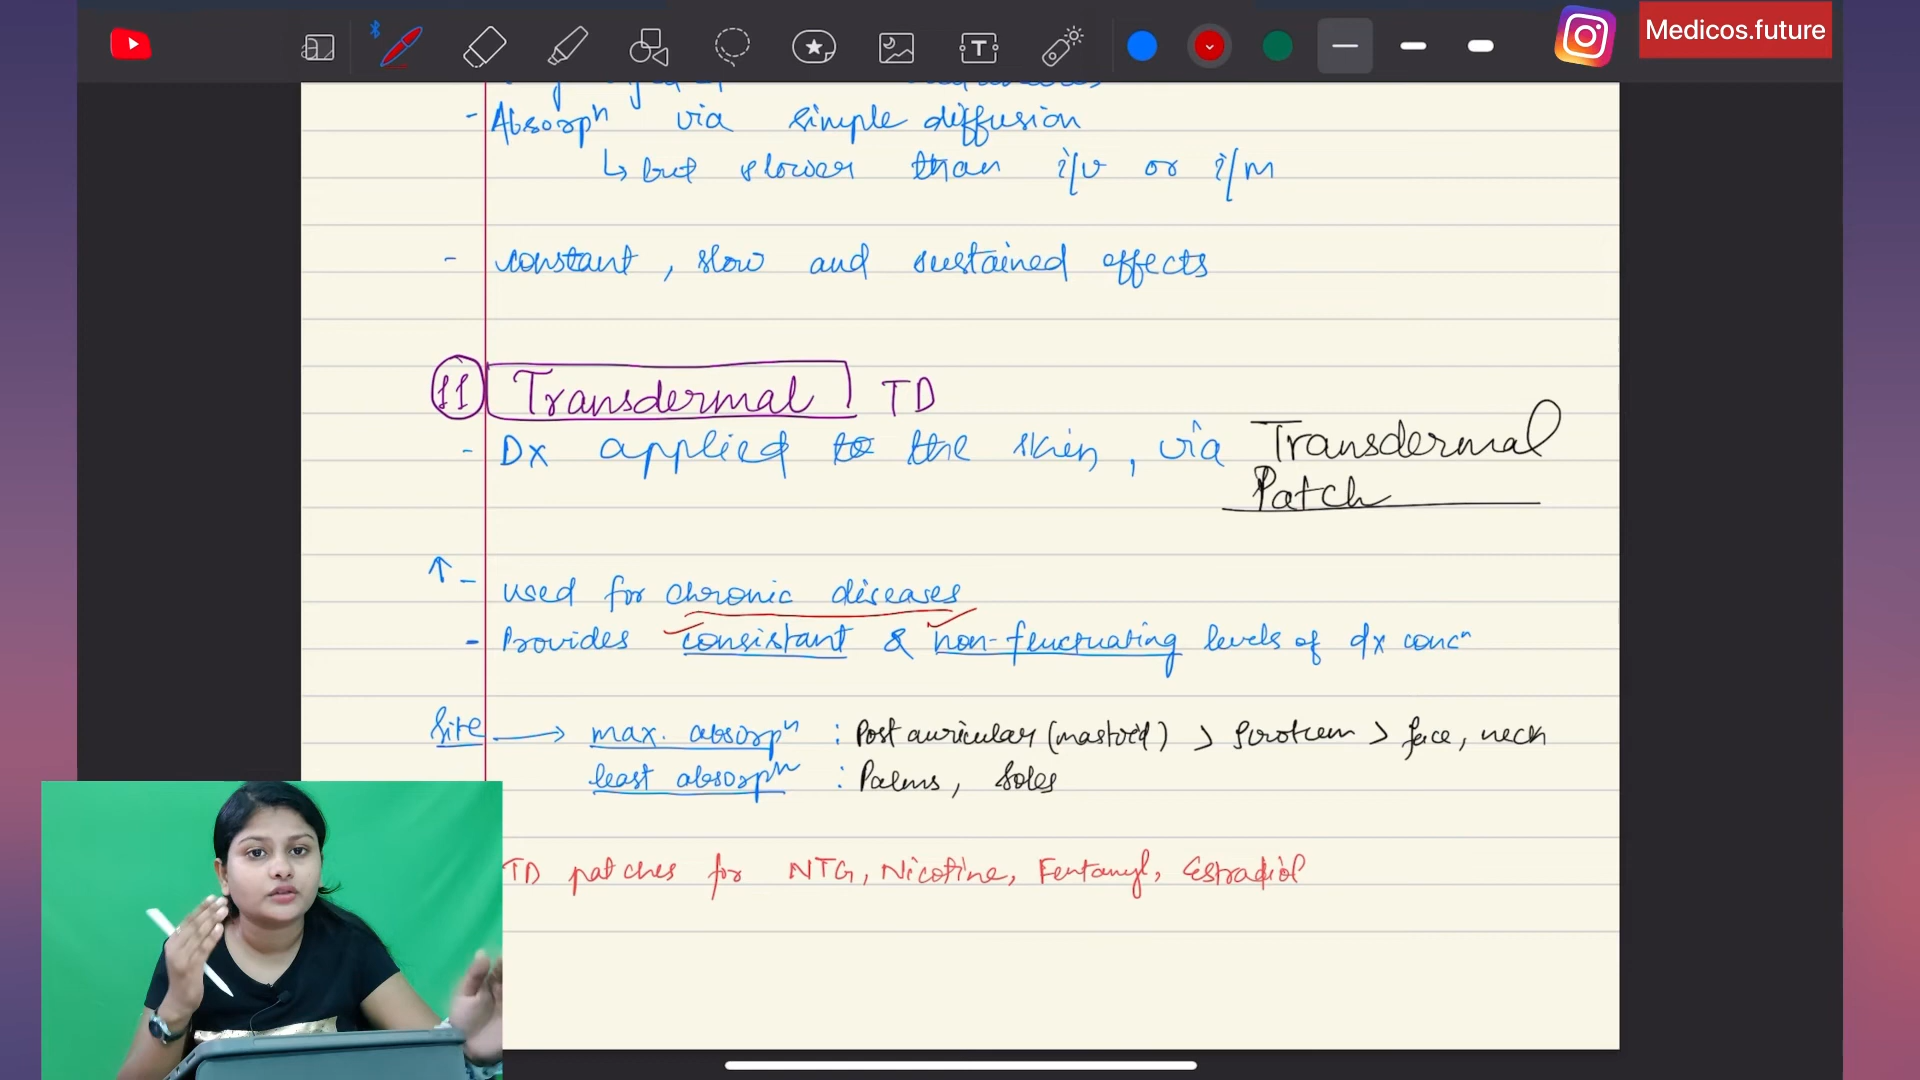 Medicos.future
- Absorpⁿ via simple diffusion
↳ but slower than i/v or i/m
- constant, slow and sustained effects
11 Transdermal TD
- Dx applied to the skin, via Transdermal
Patch
↑ - used for chronic diseases
- Provides consistant & non-fluctuating levels of dx concⁿ
Site → max. absorpⁿ : Post auricular (mastoid) > scrotum > face, neck
least absorpⁿ : Palms, Soles
TD patches for NTG, Nicotine, Fentanyl, Estradiol